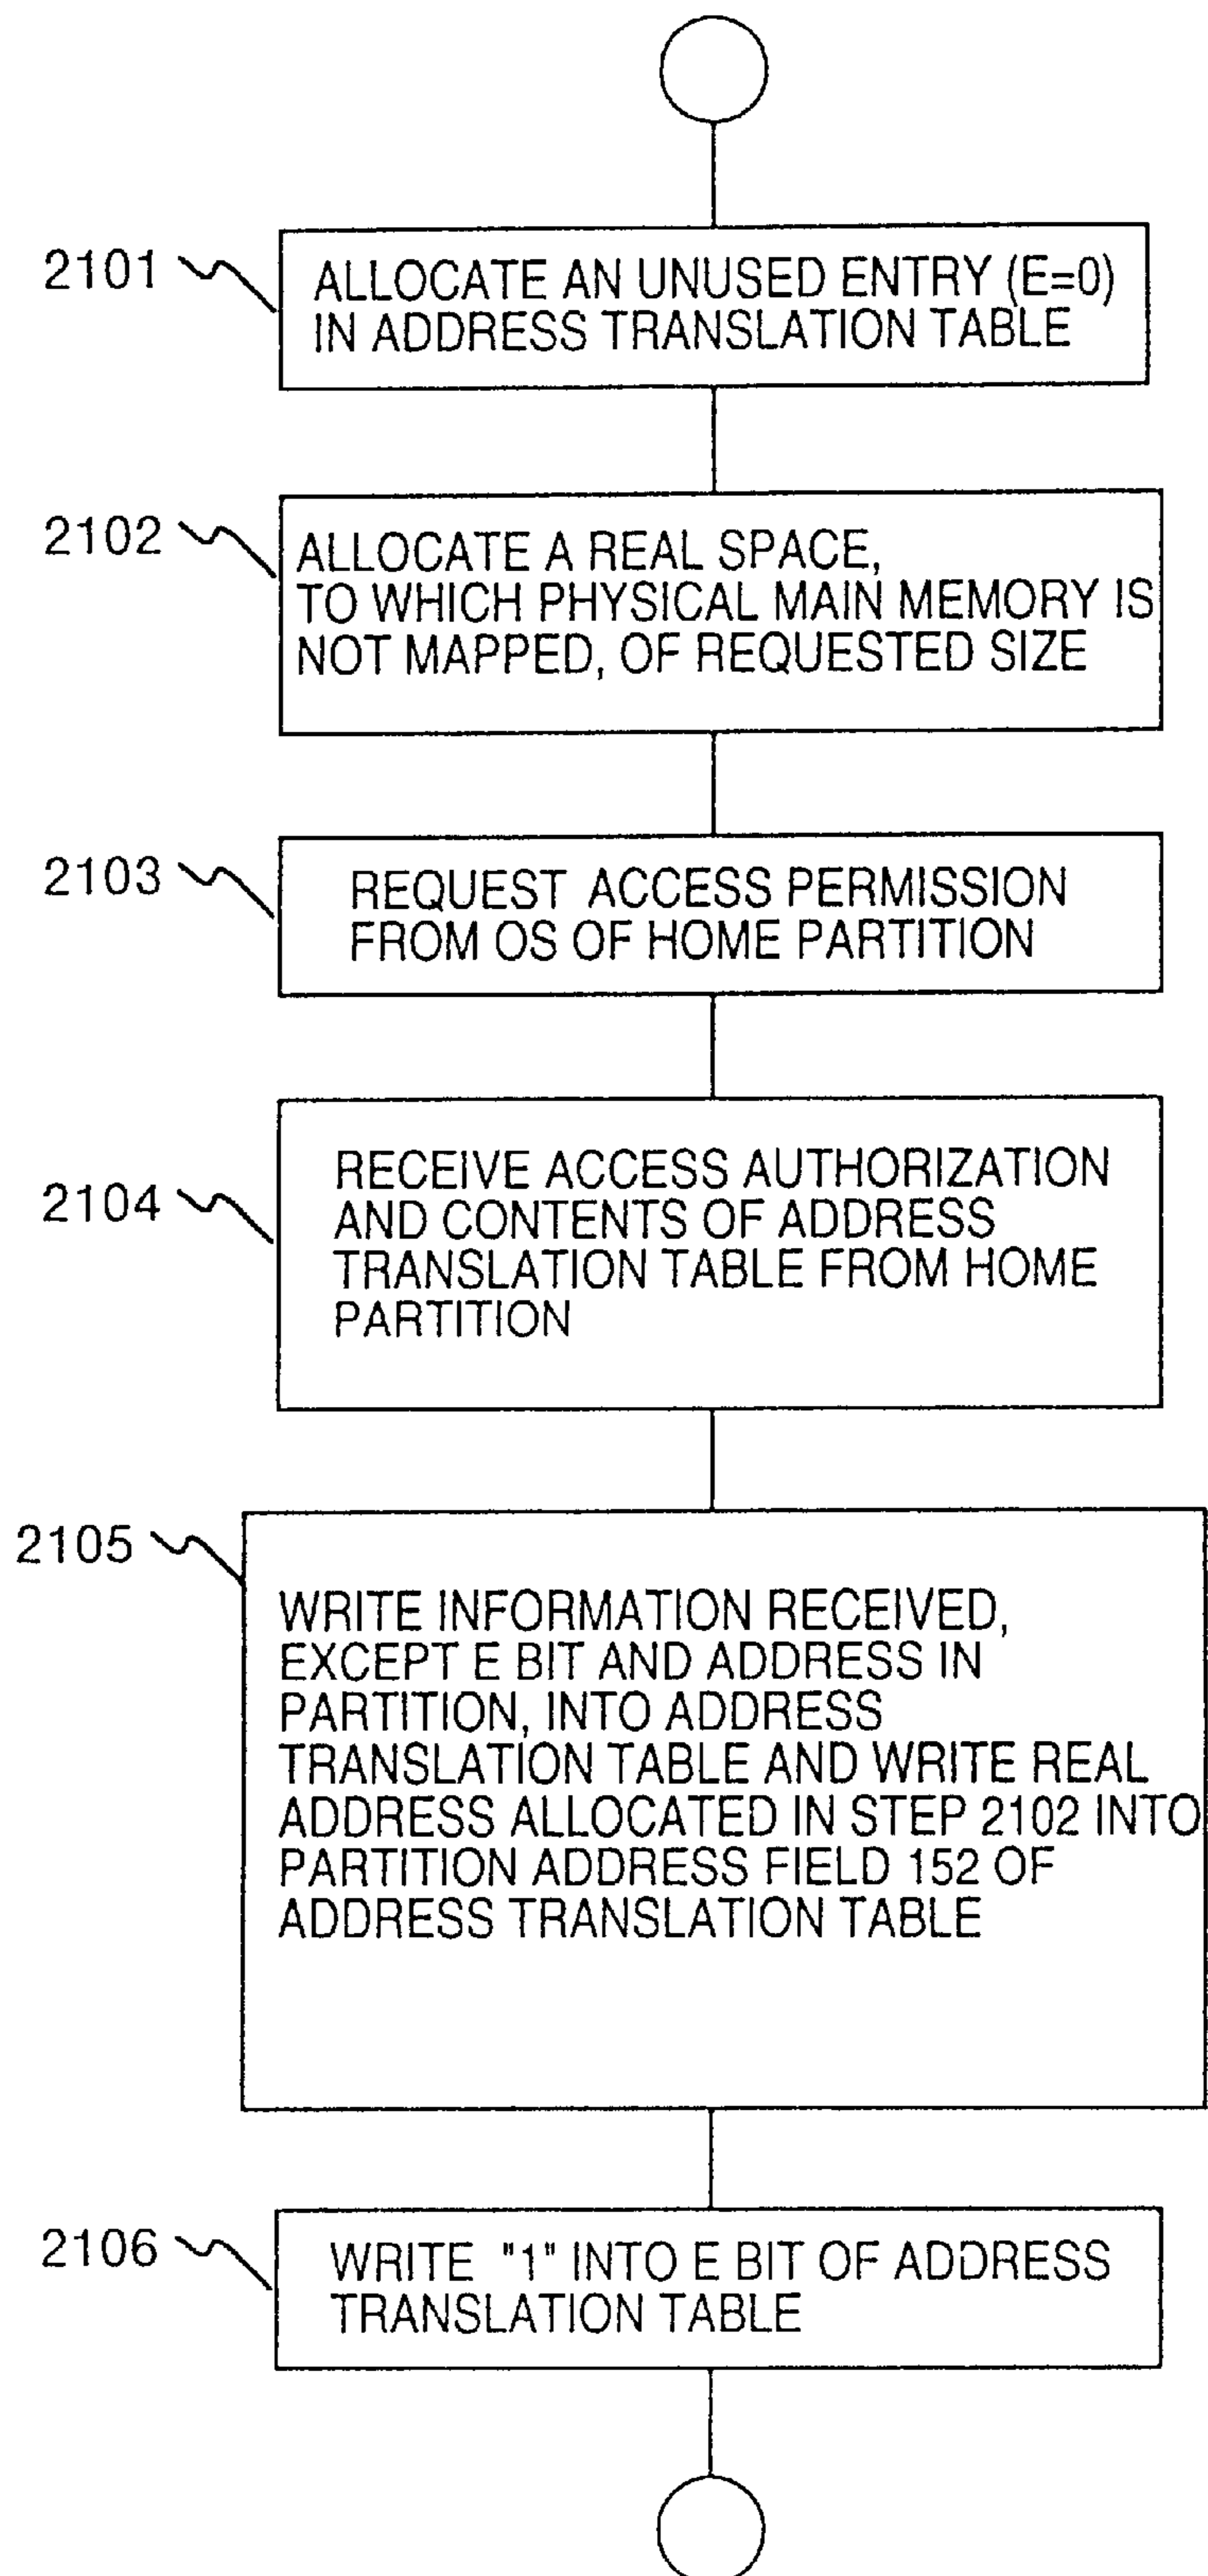 2101
ALLOCATE AN UNUSED ENTRY (E=0)
IN ADDRESS TRANSLATION TABLE
2102
ALLOCATE A REAL SPACE,
TO WHICH PHYSICAL MAIN MEMORY IS
NOT MAPPED, OF REQUESTED SIZE
2103
REQUEST ACCESS PERMISSION
FROM OS OF HOME PARTITION
2104
RECEIVE ACCESS AUTHORIZATION
AND CONTENTS OF ADDRESS
TRANSLATION TABLE FROM HOME
PARTITION
2105
WRITE INFORMATION RECEIVED,
EXCEPT E BIT AND ADDRESS IN
PARTITION, INTO ADDRESS
TRANSLATION TABLE AND WRITE REAL
ADDRESS ALLOCATED IN STEP 2102 INTO
PARTITION ADDRESS FIELD 152 OF
ADDRESS TRANSLATION TABLE
2106
WRITE "1" INTO E BIT OF ADDRESS
TRANSLATION TABLE